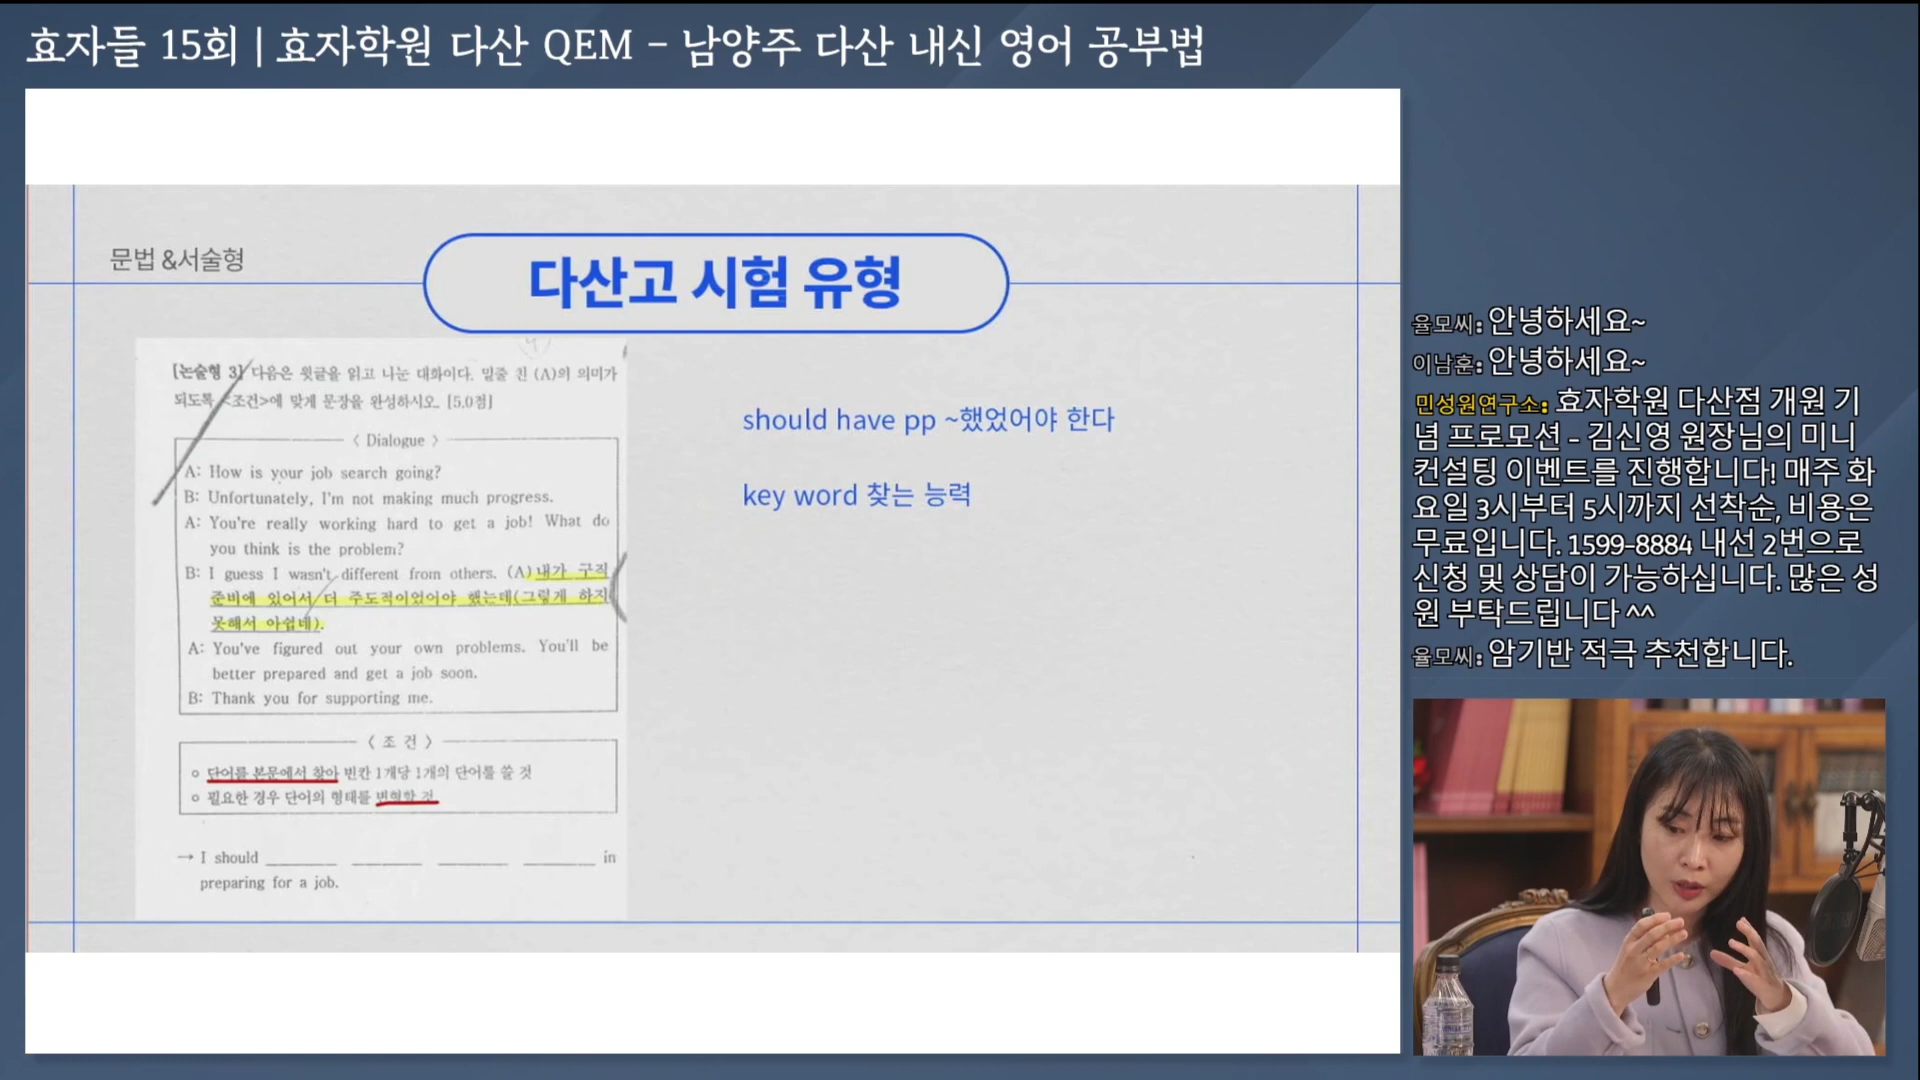 효자들 15회 | 효자학원 다산 QEM - 남양주 다산 내신 영어 공부법
문법 &서술형
다산고 시험 유형
[논술형 3] 다음은 윗글을 읽고 나눈 대화이다. 밑줄 친 (A)의 의미가
되도록 <조건>에 맞게 문장을 완성하시오. [5.0점]
< Dialogue >
A: How is your job search going?
B: Unfortunately, I'm not making much progress.
A: You're really working hard to get a job! What do
you think is the problem?
B: I guess I wasn't different from others. (A)내가 구직
준비에 있어서 더 주도적이었어야 했는데(그렇게 하지
못해서 아쉽네).
A: You've figured out your own problems. You'll be
better prepared and get a job soon.
B: Thank you for supporting me.
< 조 건 >
○ 단어를 본문에서 찾아 빈칸 1개당 1개의 단어를 쓸 것
○ 필요한 경우 단어의 형태를 변형할 것
→ I should ________ ________ ________ ________ in
preparing for a job.
should have pp ~했었어야 한다
key word 찾는 능력
율모씨: 안녕하세요~
이남훈: 안녕하세요~
민성원연구소: 효자학원 다산점 개원 기
념 프로모션 - 김신영 원장님의 미니
컨설팅 이벤트를 진행합니다! 매주 화
요일 3시부터 5시까지 선착순, 비용은
무료입니다. 1599-8884 내선 2번으로
신청 및 상담이 가능하십니다. 많은 성
원 부탁드립니다 ^^
율모씨: 암기반 적극 추천합니다.